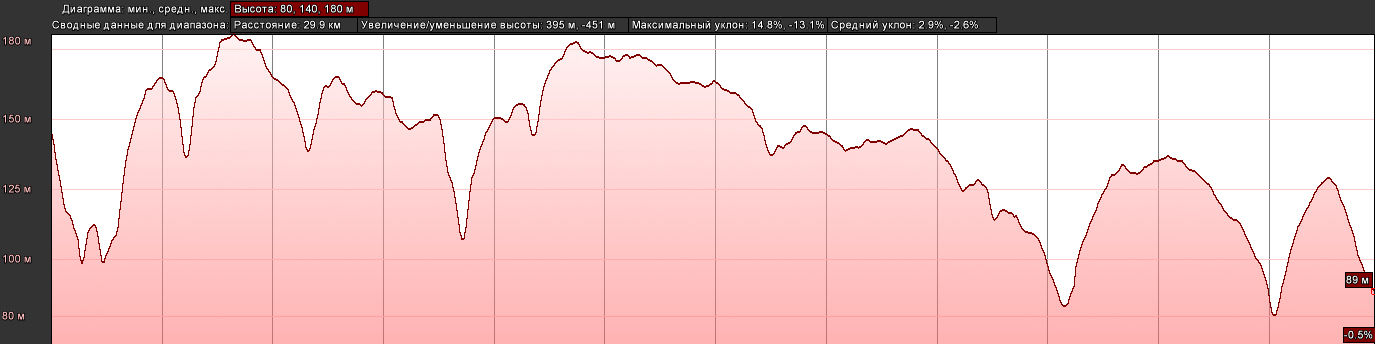 Диаграмма: мин., средн., макс. Высота: 80, 140, 180 м
Сводные данные для диапазона: Расстояние: 29.9 км Увеличение/уменьшение высоты: 395 м, -451 м Максимальный уклон: 14.8%, -13.1% Средний уклон: 2.9%, -2.6%
180 м
150 м
125 м
100 м
89 м
80 м
-0.5%